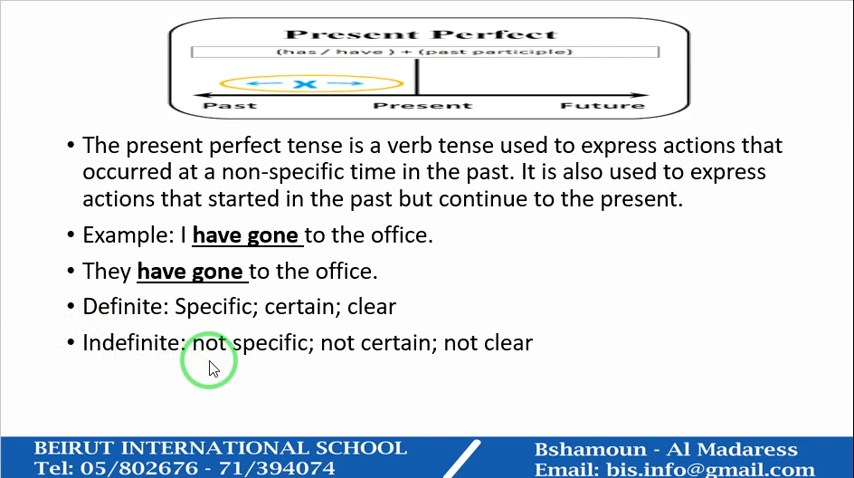 Present Perfect
(has / have ) + (past participle)
X
Past Present Future
• The present perfect tense is a verb tense used to express actions that
occurred at a non-specific time in the past. It is also used to express
actions that started in the past but continue to the present.
• Example: I have gone to the office.
• They have gone to the office.
• Definite: Specific; certain; clear
• Indefinite: not specific; not certain; not clear
BEIRUT INTERNATIONAL SCHOOL
Tel: 05/802676 - 71/394074
Bshamoun - Al Madaress
Email: bis.info@gmail.com